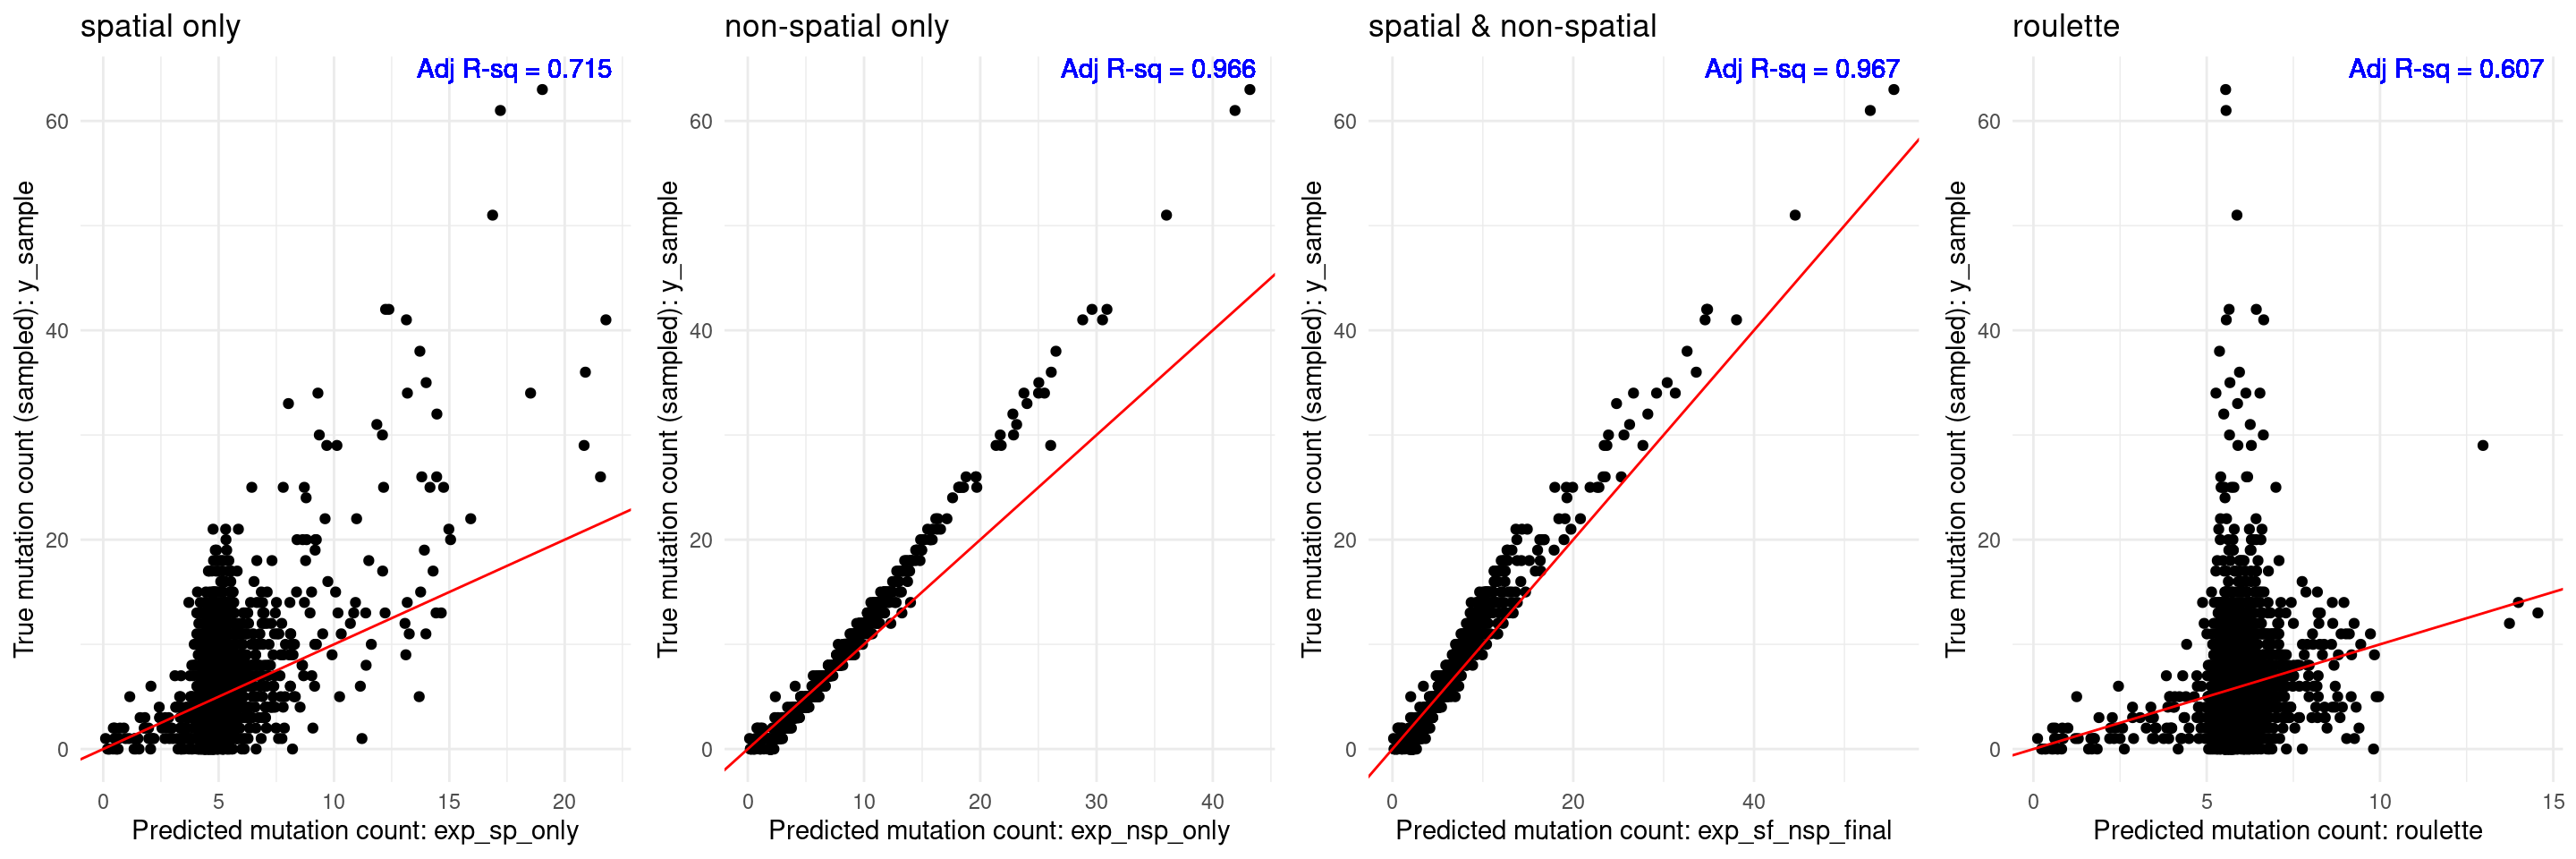 spatial only
Adj R-sq = 0.715
True mutation count (sampled): y_sample
60
40
20
0
0 5 10 15 20
Predicted mutation count: exp_sp_only
non-spatial only
Adj R-sq = 0.966
True mutation count (sampled): y_sample
60
40
20
0
0 10 20 30 40
Predicted mutation count: exp_nsp_only
spatial & non-spatial
Adj R-sq = 0.967
True mutation count (sampled): y_sample
60
40
20
0
0 20 40
Predicted mutation count: exp_sf_nsp_final
roulette
Adj R-sq = 0.607
True mutation count (sampled): y_sample
60
40
20
0
0 5 10 15
Predicted mutation count: roulette